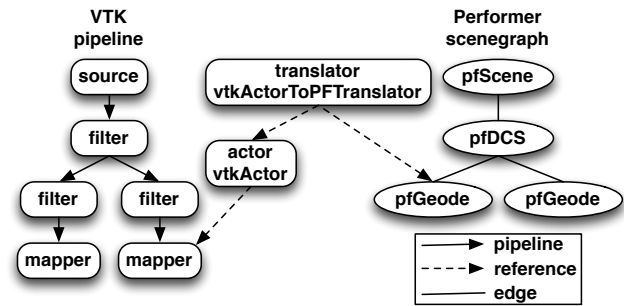 VTK
pipeline
Performer
scenegraph
source
translator
vtkActorToPFTranslator
pfScene
filter
actor
vtkActor
pfDCS
filter
filter
pfGeode
pfGeode
mapper
mapper
pipeline
reference
edge